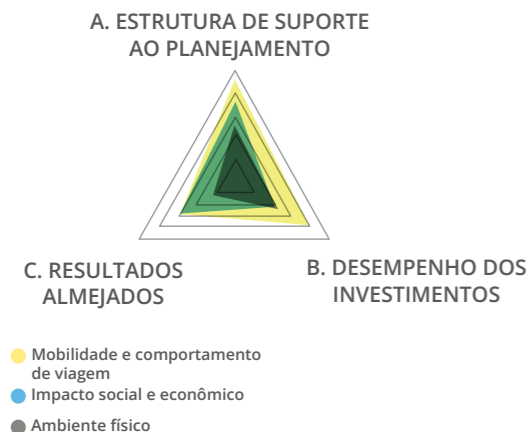 A. ESTRUTURA DE SUPORTE
AO PLANEJAMENTO
C. RESULTADOS
ALMEJADOS
B. DESEMPENHO DOS
INVESTIMENTOS
Mobilidade e comportamento
de viagem
Impacto social e econômico
Ambiente físico